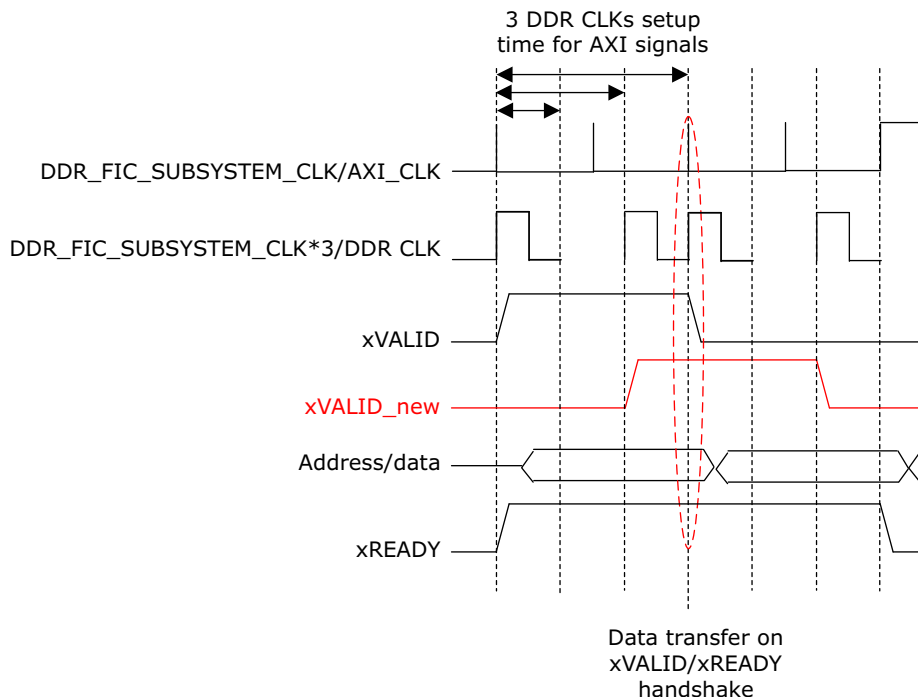 3 DDR CLKs setup
time for AXI signals
DDR_FIC_SUBSYSTEM_CLK/AXI_CLK
DDR_FIC_SUBSYSTEM_CLK*3/DDR CLK
xVALID
xVALID_new
Address/data
xREADY
Data transfer on
xVALID/xREADY
handshake